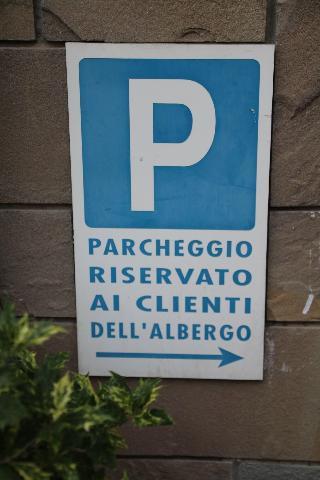 P
PARCHEGGIO
RISERVATO
AI CLIENTI
DELL'ALBERGO